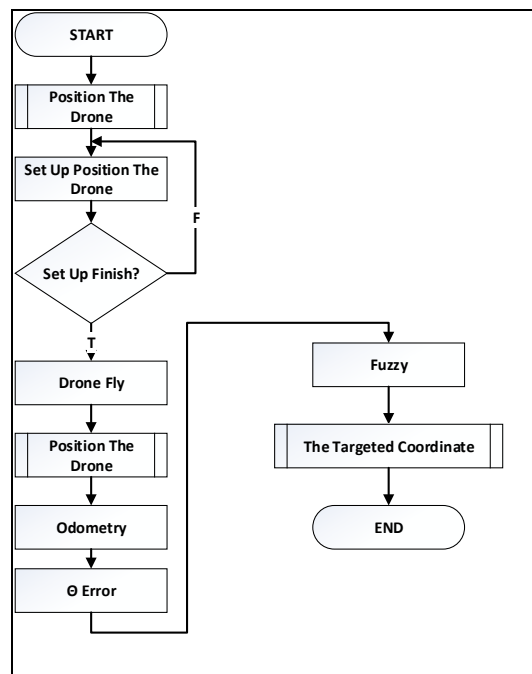 START
Position The
Drone
Set Up Position The
Drone
F
Set Up Finish?
T
Drone Fly
Position The
Drone
Odometry
Θ Error
Fuzzy
The Targeted Coordinate
END